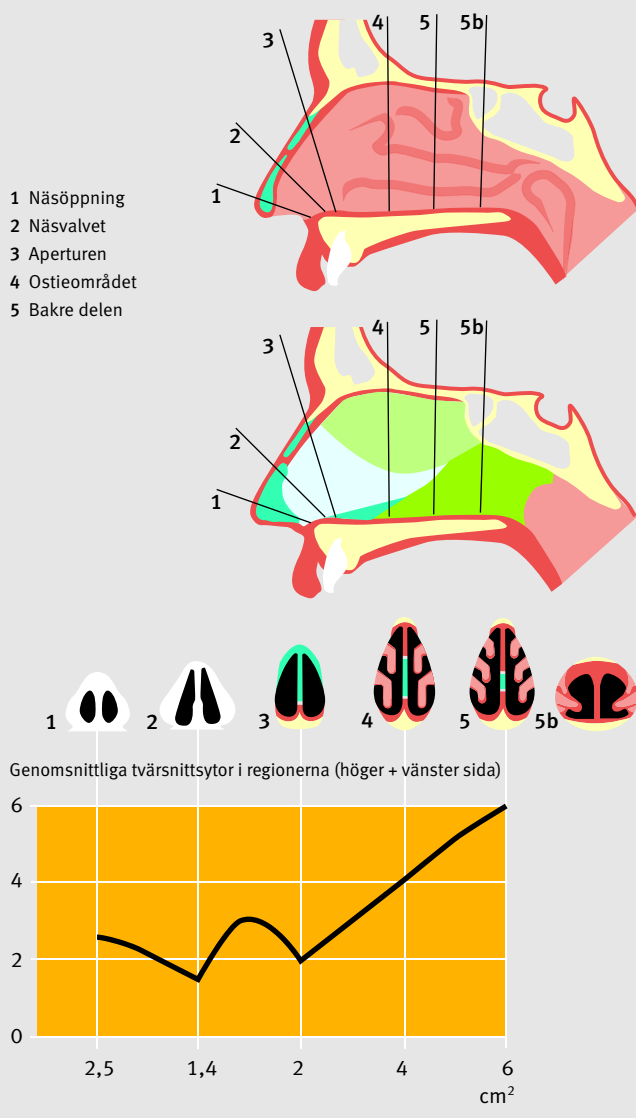 4 5 5b
3
2
1
1 Näsöppning
2 Näsvalvet
3 Aperturen
4 Ostieområdet
5 Bakre delen
4 5 5b
3
2
1
1 2 3 4 5 5b
Genomsnittliga tvärsnittsytor i regionerna (höger + vänster sida)
6
4
2
0
2,5 1,4 2 4 6
cm²